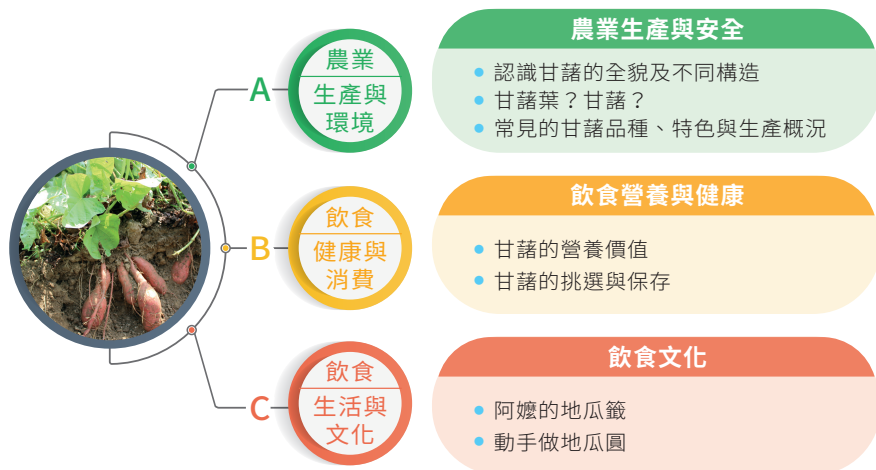 A
農業
生產與
環境
農業生產與安全
認識甘藷的全貌及不同構造
甘藷葉？甘藷？
常見的甘藷品種、特色與生產概況
B
飲食
健康與
消費
飲食營養與健康
甘藷的營養價值
甘藷的挑選與保存
C
飲食
生活與
文化
飲食文化
阿嬤的地瓜籤
動手做地瓜圓